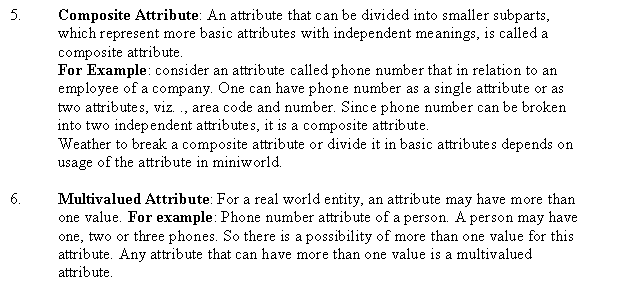 5. Composite Attribute: An attribute that can be divided into smaller subparts,
which represent more basic attributes with independent meanings, is called a
composite attribute.
For Example: consider an attribute called phone number that in relation to an
employee of a company. One can have phone number as a single attribute or as
two attributes, viz. ., area code and number. Since phone number can be broken
into two independent attributes, it is a composite attribute.
Weather to break a composite attribute or divide it in basic attributes depends on
usage of the attribute in miniworld.
6. Multivalued Attribute: For a real world entity, an attribute may have more than
one value. For example: Phone number attribute of a person. A person may have
one, two or three phones. So there is a possibility of more than one value for this
attribute. Any attribute that can have more than one value is a multivalued
attribute.